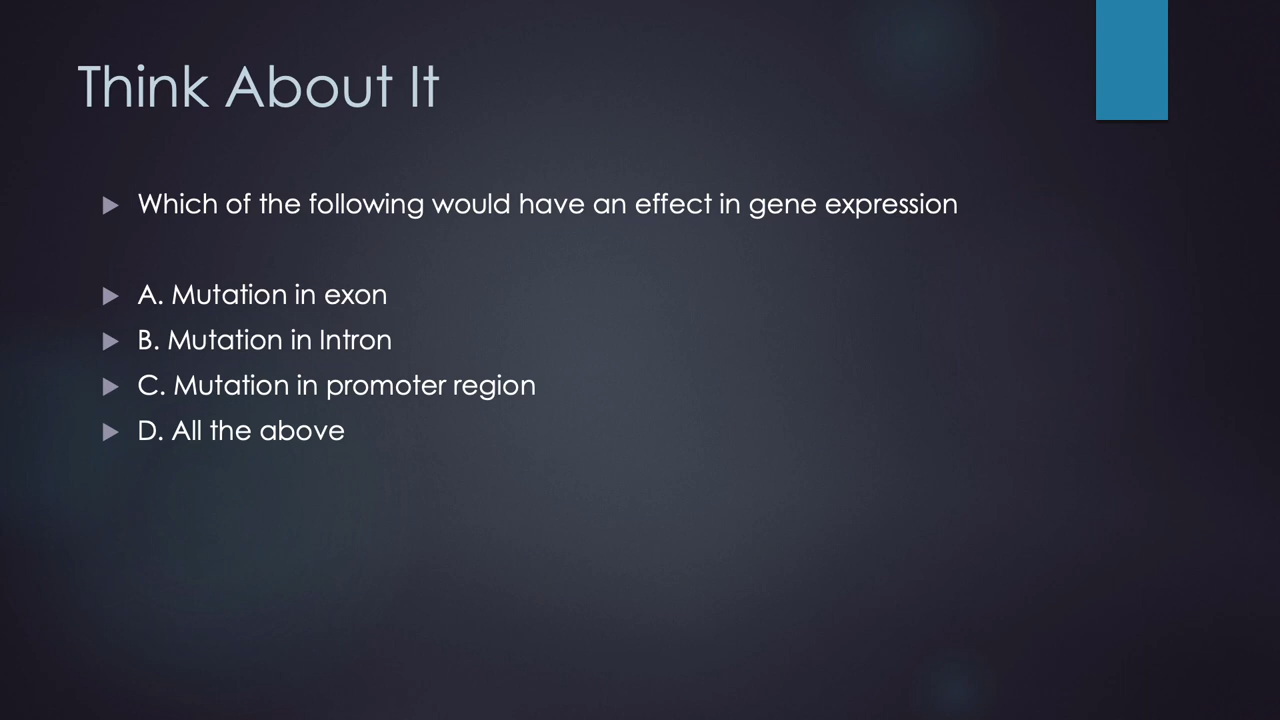 Think About It
Which of the following would have an effect in gene expression
A. Mutation in exon
B. Mutation in Intron
C. Mutation in promoter region
D. All the above